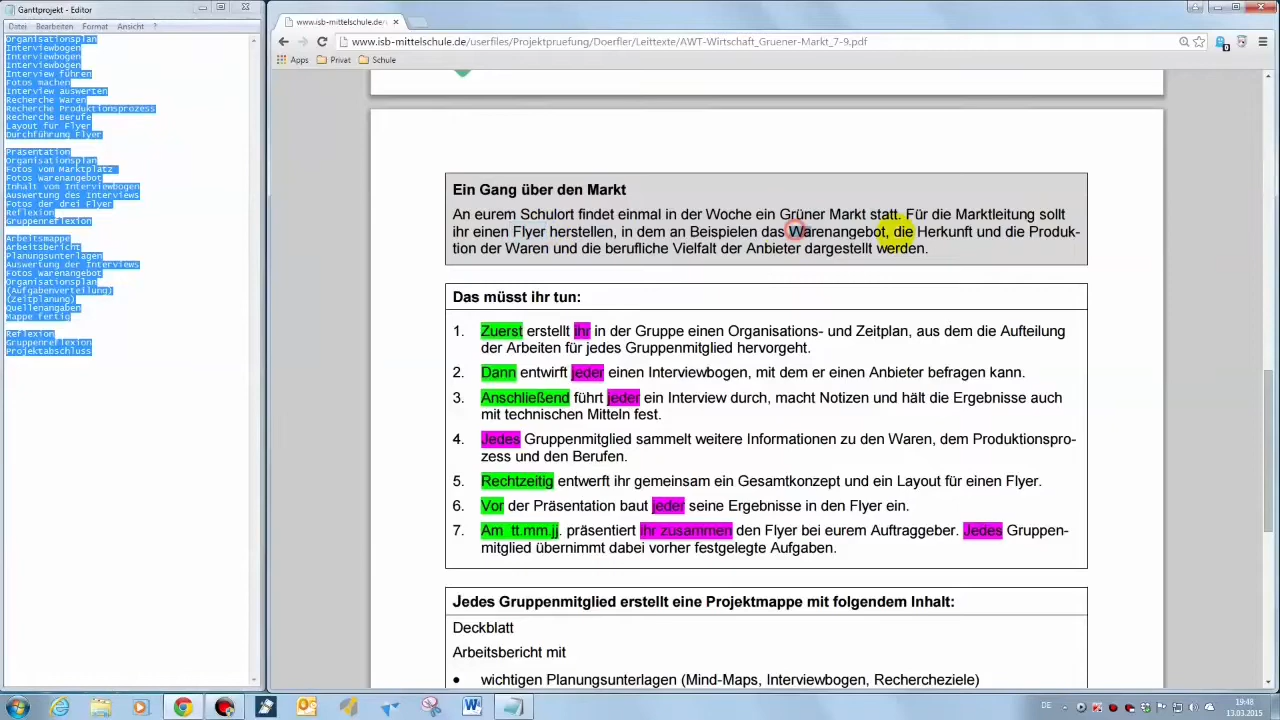 Ganttprojekt - Editor
Datei Bearbeiten Format Ansicht ?
Organisationsplan
Interviewbogen
Interviewbogen
Interviewbogen
Interview führen
Fotos machen
Interview auswerten
Recherche Waren
Recherche Produktionsprozess
Recherche Berufe
Layout für Flyer
Durchführung Flyer
Präsentation
Organisationsplan
Fotos vom Marktplatz
Fotos Warenangebot
Inhalt vom Interviewbogen
Auswertung des Interviews
Fotos der drei Flyer
Reflexion
Gruppenreflexion
Arbeitsmappe
Arbeitsbericht
Planungsunterlagen
Auswertung der Interviews
Fotos Warenangebot
Organisationsplan
(Aufgabenverteilung)
(Zeitplanung)
Quellenangaben
Mappe fertig
Reflexion
Gruppenreflexion
Projektabschluss
www.isb-mittelschule.de/
www.isb-mittelschule.de/userfiles/Projektpruefung/Doerfler/Leittexte/AWT-Wirtschaft_Gruener-Markt_7-9.pdf
Apps Privat Schule
Ein Gang über den Markt
An eurem Schulort findet einmal in der Woche ein Grüner Markt statt. Für die Marktleitung sollt
ihr einen Flyer herstellen, in dem an Beispielen das Warenangebot, die Herkunft und die Produk-
tion der Waren und die berufliche Vielfalt der Anbieter dargestellt werden.
Das müsst ihr tun:
1. Zuerst erstellt ihr in der Gruppe einen Organisations- und Zeitplan, aus dem die Aufteilung
der Arbeiten für jedes Gruppenmitglied hervorgeht.
2. Dann entwirft jeder einen Interviewbogen, mit dem er einen Anbieter befragen kann.
3. Anschließend führt jeder ein Interview durch, macht Notizen und hält die Ergebnisse auch
mit technischen Mitteln fest.
4. Jedes Gruppenmitglied sammelt weitere Informationen zu den Waren, dem Produktionspro-
zess und den Berufen.
5. Rechtzeitig entwerft ihr gemeinsam ein Gesamtkonzept und ein Layout für einen Flyer.
6. Vor der Präsentation baut jeder seine Ergebnisse in den Flyer ein.
7. Am tt.mm.jj. präsentiert ihr zusammen den Flyer bei eurem Auftraggeber. Jedes Gruppen-
mitglied übernimmt dabei vorher festgelegte Aufgaben.
Jedes Gruppenmitglied erstellt eine Projektmappe mit folgendem Inhalt:
Deckblatt
Arbeitsbericht mit
• wichtigen Planungsunterlagen (Mind-Maps, Interviewbogen, Rechercheziele)
DE
19:48
13.03.2015